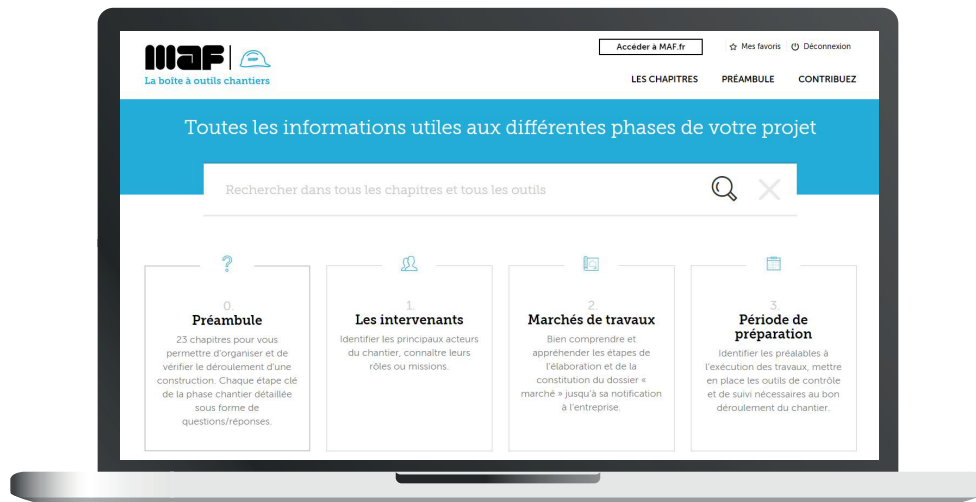 maf
La boîte à outils chantiers
Accéder à MAF.fr
Mes favoris
Déconnexion
LES CHAPITRES
PRÉAMBULE
CONTRIBUEZ
Toutes les informations utiles aux différentes phases de votre projet
Rechercher dans tous les chapitres et tous les outils
0.
Préambule
23 chapitres pour vous
permettre d'organiser et de
vérifier le déroulement d'une
construction. Chaque étape clé
de la phase chantier détaillée
sous forme de
questions/réponses.
1.
Les intervenants
Identifier les principaux acteurs
du chantier, connaître leurs
rôles ou missions.
2.
Marchés de travaux
Bien comprendre et
appréhender les étapes de
l'élaboration et de la
constitution du dossier «
marché » jusqu'à sa notification
à l'entreprise.
3.
Période de
préparation
Identifier les préalables à
l'exécution des travaux, mettre
en place les outils de contrôle
et de suivi nécessaires au bon
déroulement du chantier.